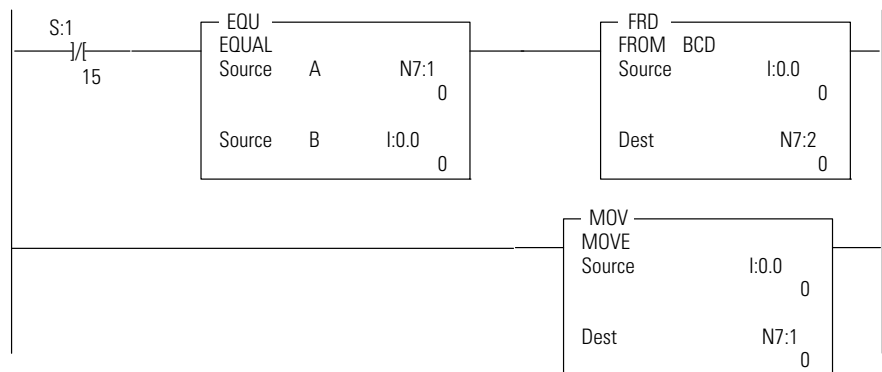 S:1
]/[
15
EQU
EQUAL
Source A N7:1
0
Source B I:0.0
0
FRD
FROM BCD
Source I:0.0
0
Dest N7:2
0
MOV
MOVE
Source I:0.0
0
Dest N7:1
0